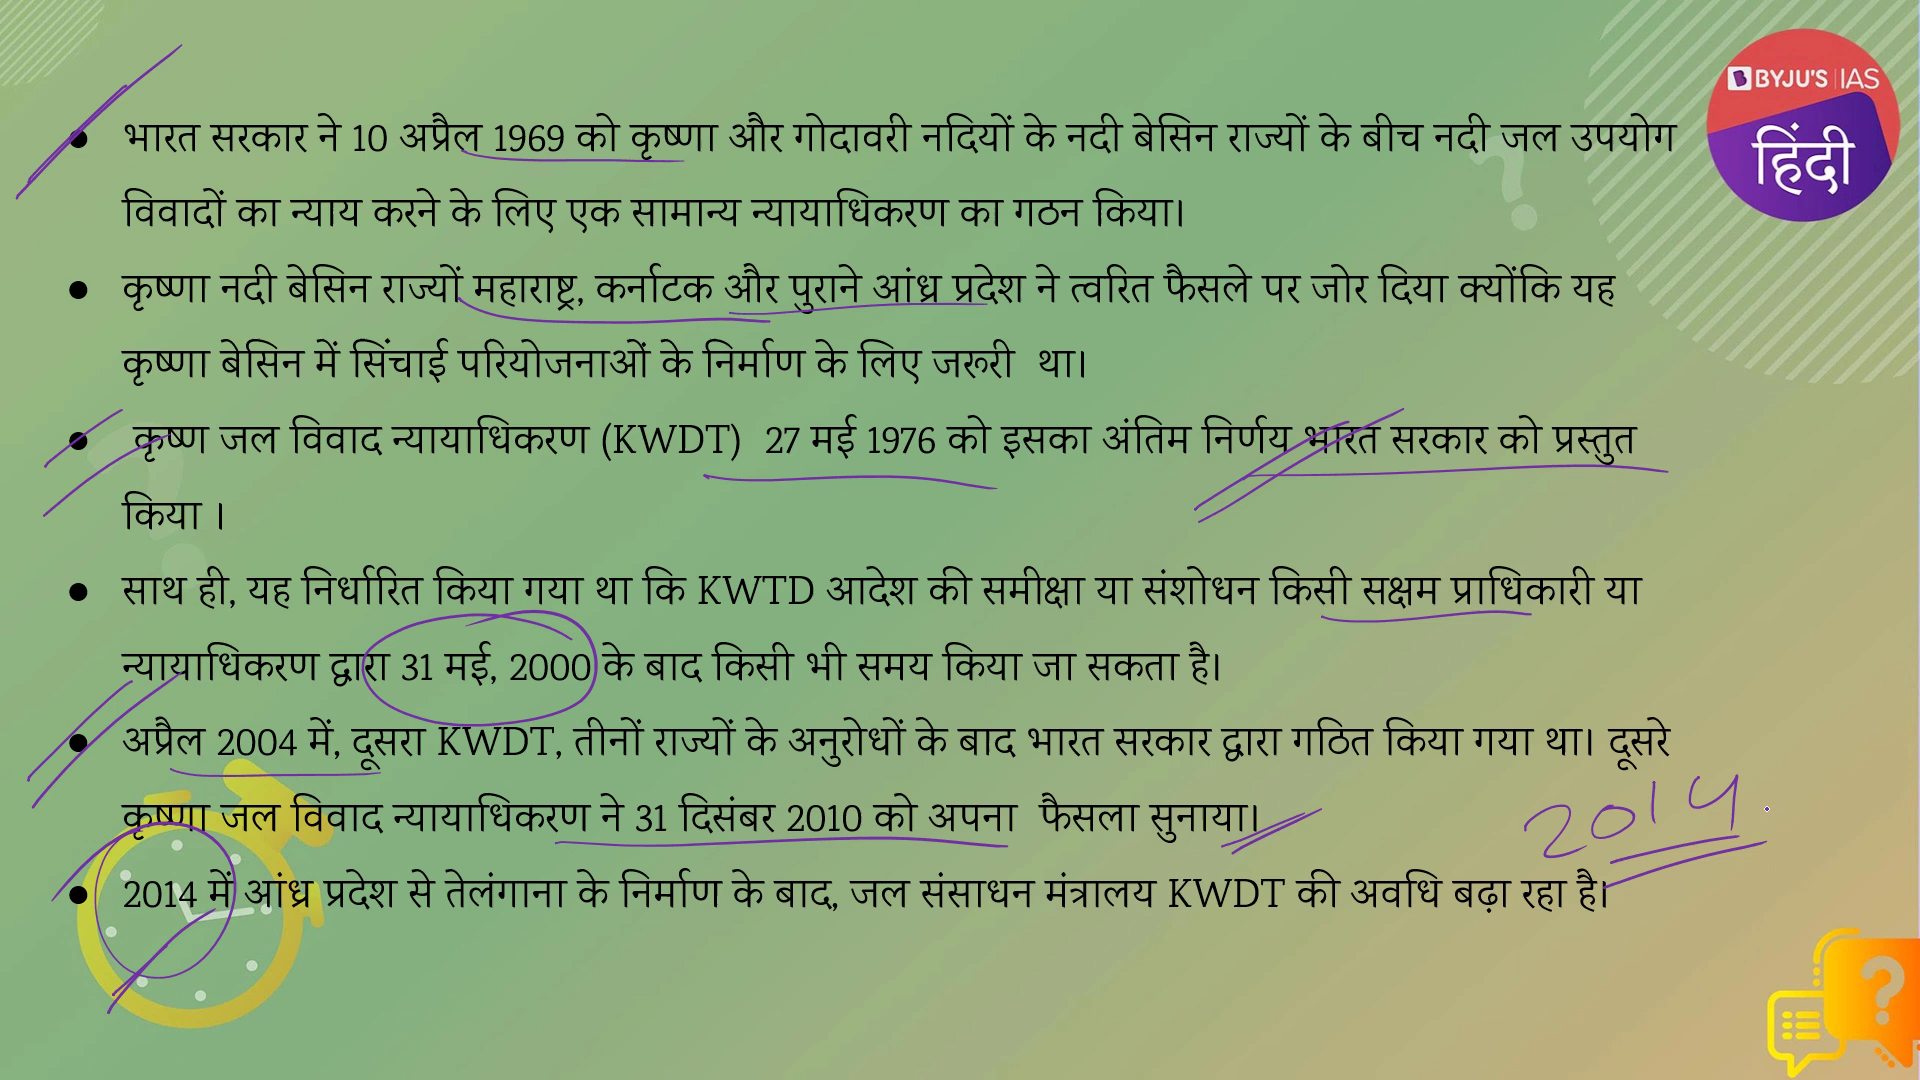 BYJU'S IAS
हिंदी
● भारत सरकार ने 10 अप्रैल 1969 को कृष्णा और गोदावरी नदियों के नदी बेसिन राज्यों के बीच नदी जल उपयोग
विवादों का न्याय करने के लिए एक सामान्य न्यायाधिकरण का गठन किया।
● कृष्णा नदी बेसिन राज्यों महाराष्ट्र, कर्नाटक और पुराने आंध्र प्रदेश ने त्वरित फैसले पर जोर दिया क्योंकि यह
कृष्णा बेसिन में सिंचाई परियोजनाओं के निर्माण के लिए जरूरी था।
● कृष्ण जल विवाद न्यायाधिकरण (KWDT) 27 मई 1976 को इसका अंतिम निर्णय भारत सरकार को प्रस्तुत
किया ।
● साथ ही, यह निर्धारित किया गया था कि KWTD आदेश की समीक्षा या संशोधन किसी सक्षम प्राधिकारी या
न्यायाधिकरण द्वारा 31 मई, 2000 के बाद किसी भी समय किया जा सकता है।
● अप्रैल 2004 में, दूसरा KWDT, तीनों राज्यों के अनुरोधों के बाद भारत सरकार द्वारा गठित किया गया था। दूसरे
कृष्णा जल विवाद न्यायाधिकरण ने 31 दिसंबर 2010 को अपना फैसला सुनाया।
2014
● 2014 में आंध्र प्रदेश से तेलंगाना के निर्माण के बाद, जल संसाधन मंत्रालय KWDT की अवधि बढ़ा रहा है।